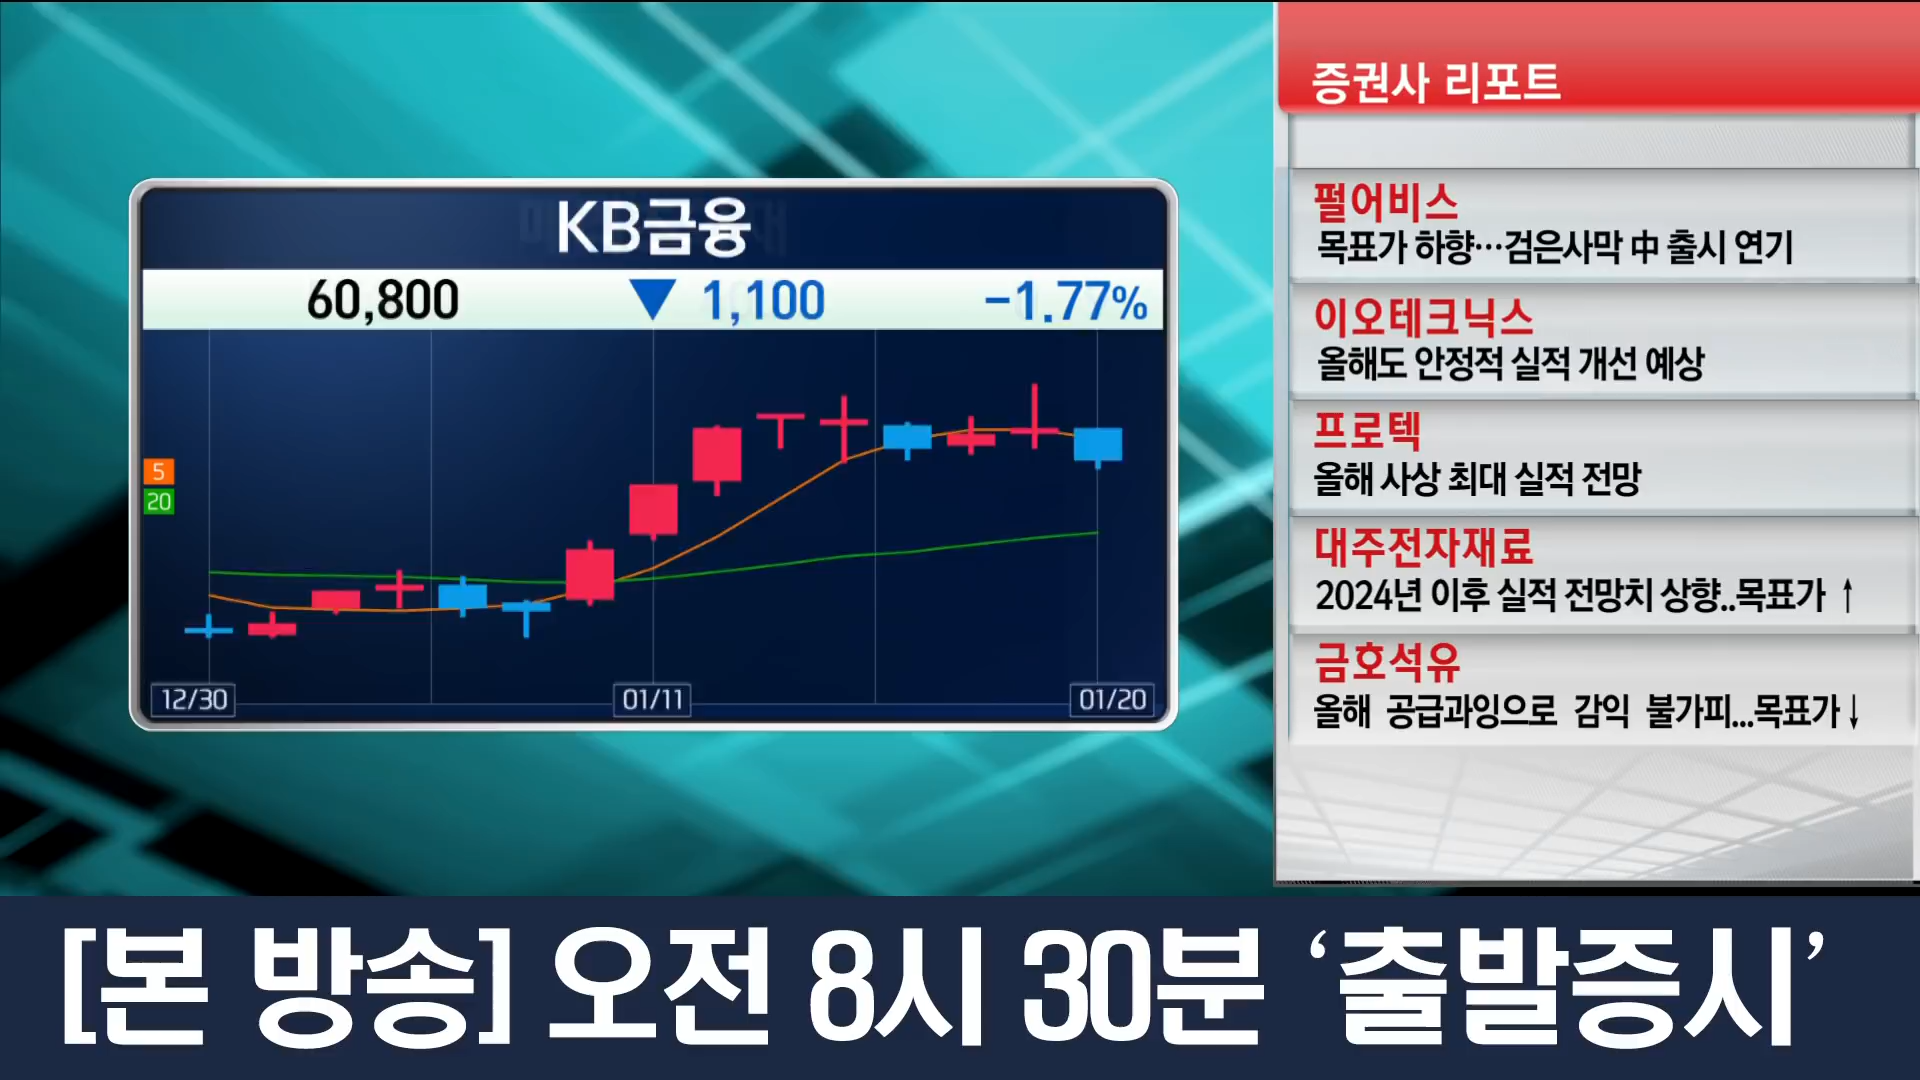 KB금융
60,800 ▼ 1,100 -1.77%
5
20
12/30 01/11 01/20
증권사 리포트
펄어비스
목표가 하향…검은사막 中 출시 연기
이오테크닉스
올해도 안정적 실적 개선 예상
프로텍
올해 사상 최대 실적 전망
대주전자재료
2024년 이후 실적 전망치 상향..목표가 ↑
금호석유
올해 공급과잉으로 감익 불가피...목표가↓
[본 방송] 오전 8시 30분 ‘출발증시’